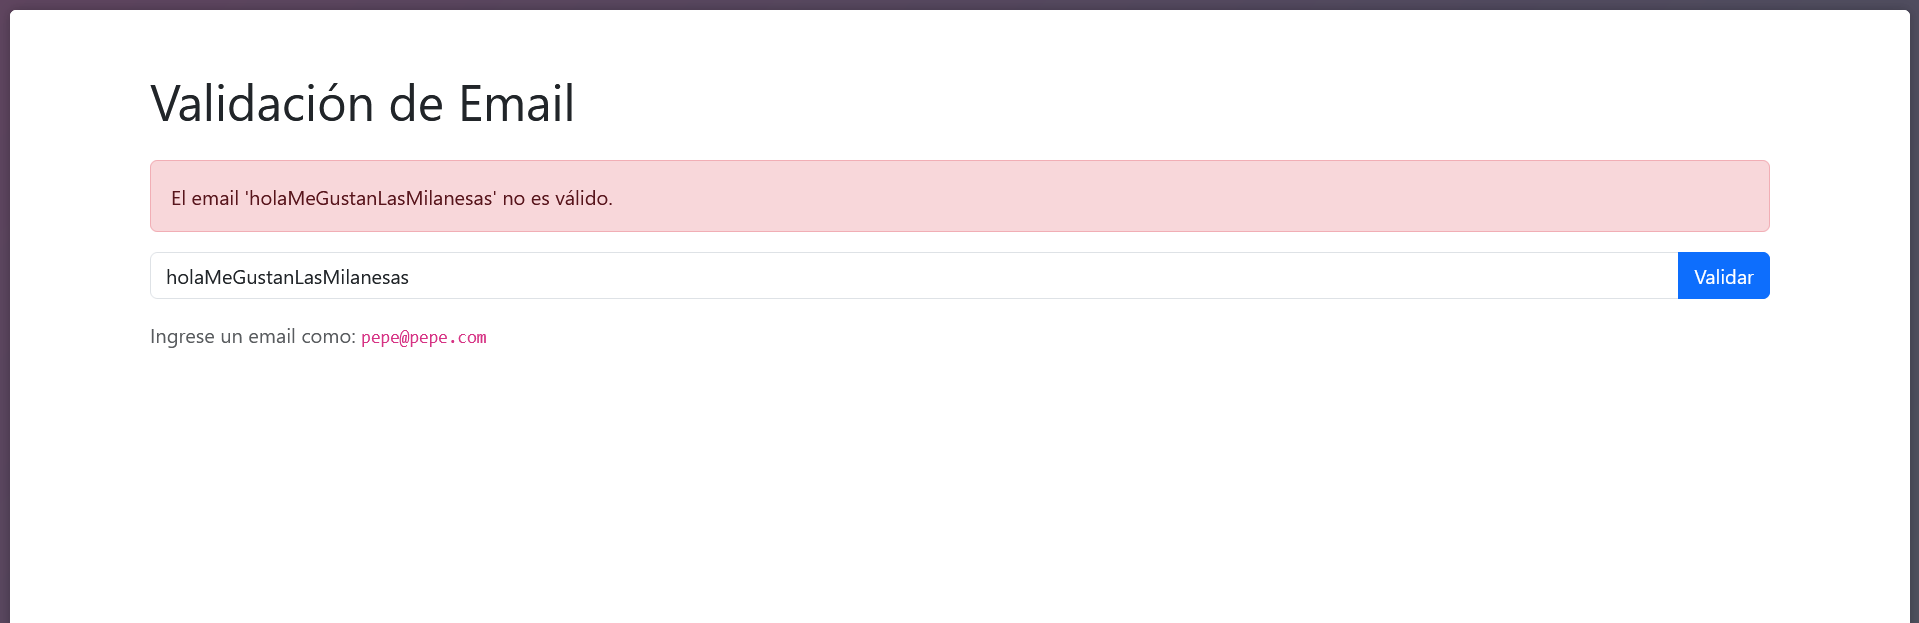 Validación de Email
El email 'holaMeGustanLasMilanesas' no es válido.
holaMeGustanLasMilanesas
Validar
Ingrese un email como: pepe@pepe.com